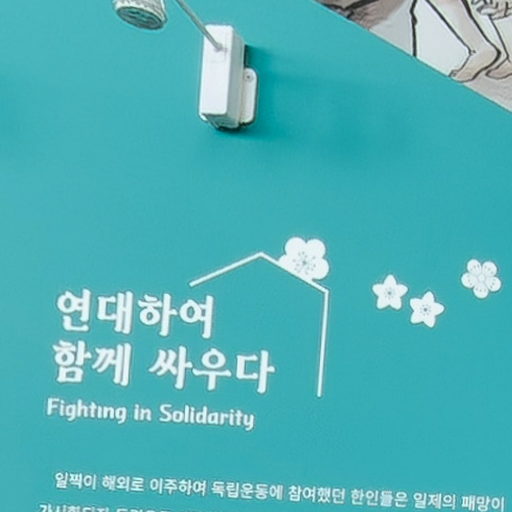 연대하여
함께 싸우다
Fighting in Solidarity
일찍이 해외로 이주하여 독립운동에 참여했던 한인들은 일제의 패망이